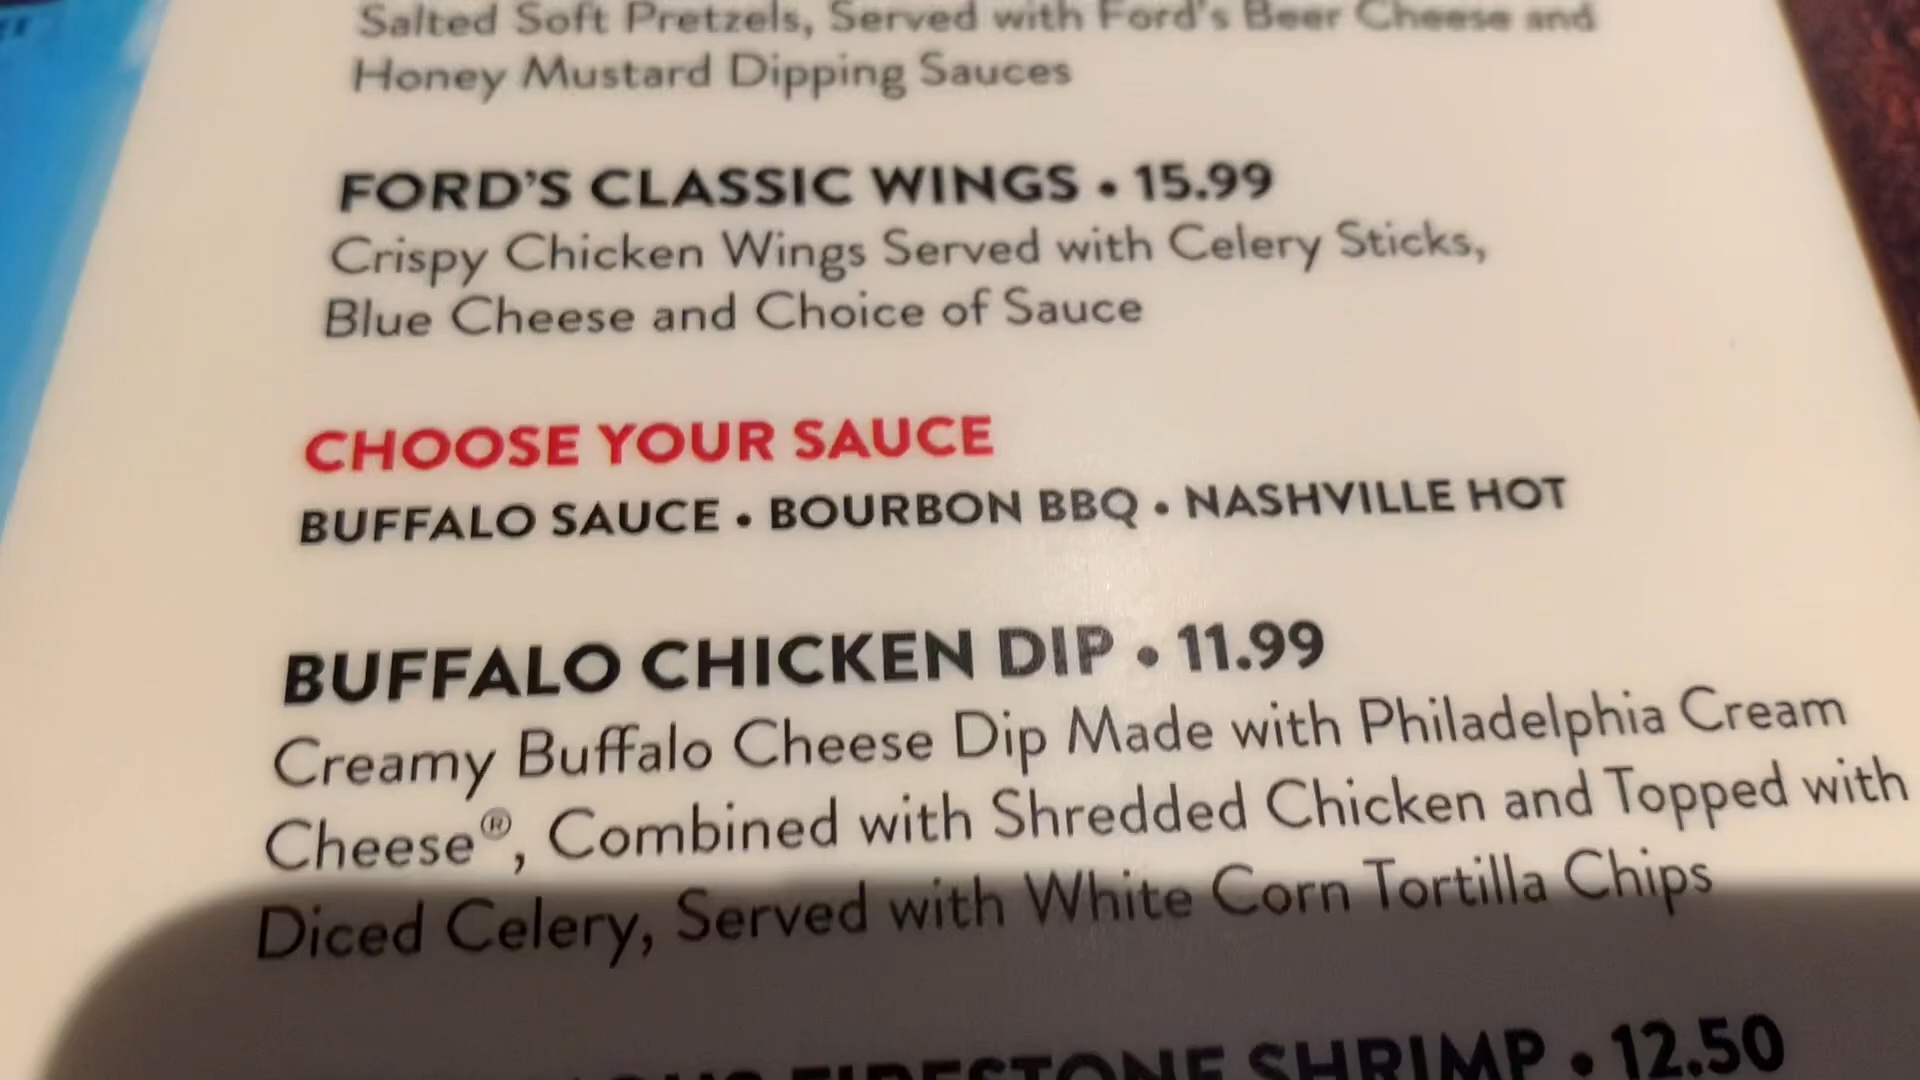 Salted Soft Pretzels, Served with Ford's Beer Cheese and
Honey Mustard Dipping Sauces
FORD'S CLASSIC WINGS • 15.99
Crispy Chicken Wings Served with Celery Sticks,
Blue Cheese and Choice of Sauce
CHOOSE YOUR SAUCE
BUFFALO SAUCE • BOURBON BBQ • NASHVILLE HOT
BUFFALO CHICKEN DIP • 11.99
Creamy Buffalo Cheese Dip Made with Philadelphia Cream
Cheese®, Combined with Shredded Chicken and Topped with
Diced Celery, Served with White Corn Tortilla Chips
FIRESTONE SHRIMP • 12.50